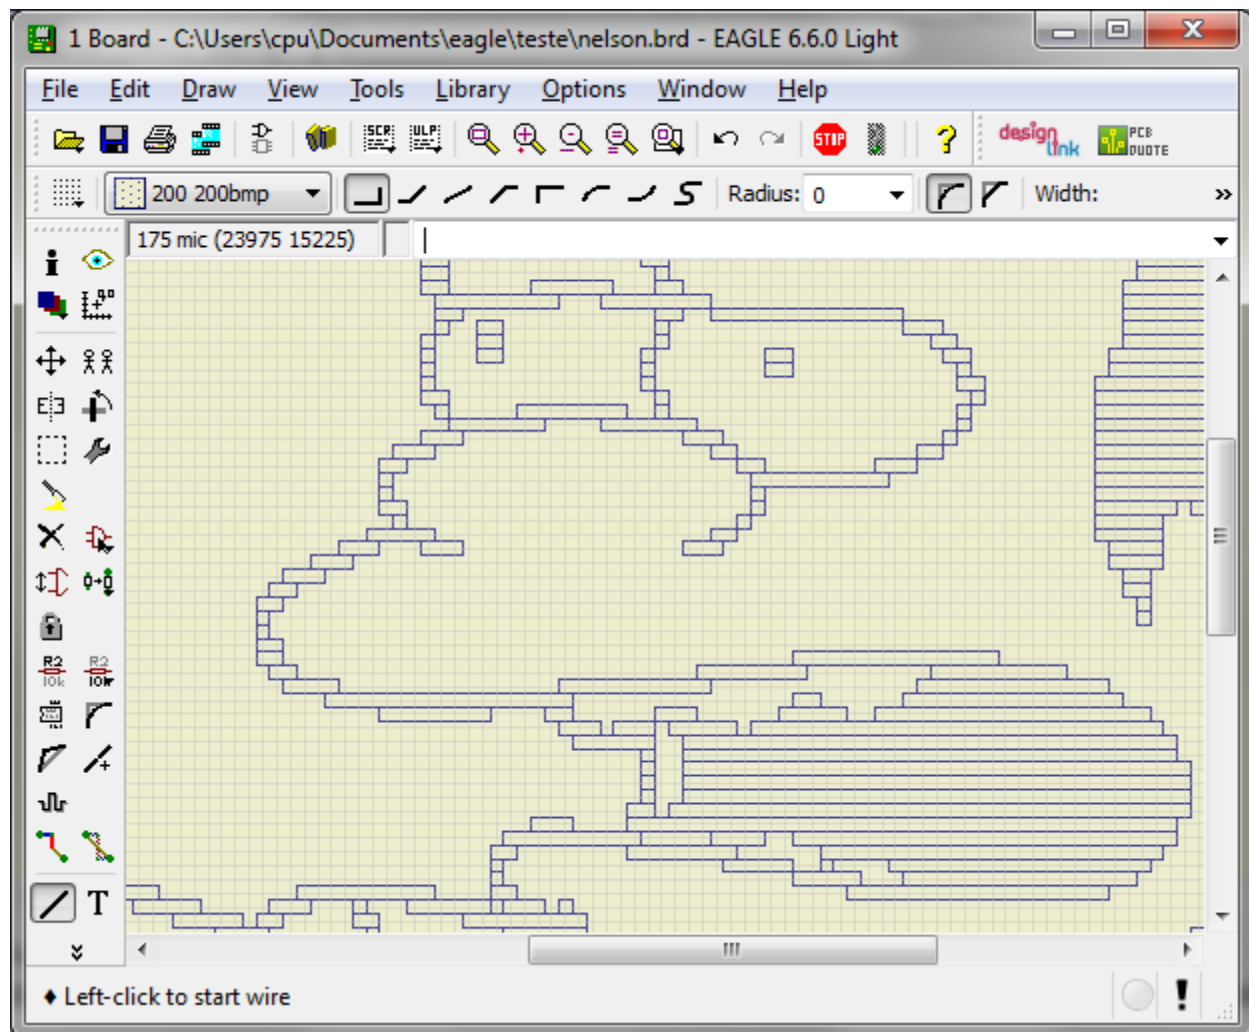 1 Board - C:\Users\cpu\Documents\eagle\teste\nelson.brd - EAGLE 6.6.0 Light
File Edit Draw View Tools Library Options Window Help
SCR ULP STOP ? design link PCB QUOTE
200 200bmp Radius: 0 Width: »
175 mic (23975 15225)
i
R2 R2
10k 10k
T
Left-click to start wire !